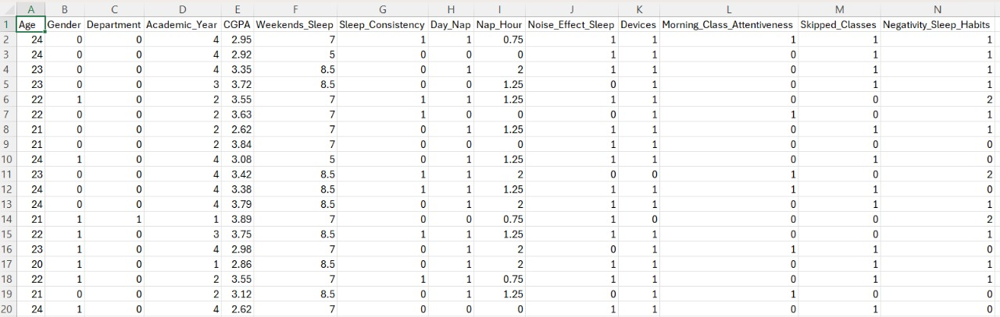 A B C D E F G H I J K L M N
1 Age Gender Department Academic_Year CGPA Weekends_Sleep Sleep_Consistency Day_Nap Nap_Hour Noise_Effect_Sleep Devices Morning_Class_Attentiveness Skipped_Classes Negativity_Sleep_Habits
2 24 0 0 4 2.95 7 1 1 0.75 1 1 1 1 1
3 24 0 0 4 2.92 5 0 0 0 1 1 0 1 1
4 23 0 0 4 3.35 8.5 0 1 2 1 1 0 1 1
5 23 0 0 3 3.72 8.5 0 0 1.25 0 1 0 1 1
6 22 1 0 2 3.55 7 1 1 1.25 1 1 0 0 2
7 22 0 0 2 3.63 7 1 0 0 0 1 1 0 1
8 21 0 0 2 2.62 7 0 1 1.25 1 1 0 1 1
9 21 0 0 2 3.84 7 0 0 0 1 1 0 0 0
10 24 1 0 4 3.08 5 0 1 1.25 1 1 0 1 0
11 23 0 0 4 3.42 8.5 1 1 2 0 0 1 0 2
12 24 0 0 4 3.38 8.5 1 1 1.25 1 1 1 1 0
13 24 0 0 4 3.79 8.5 0 1 2 1 1 0 1 1
14 21 1 1 1 3.89 7 0 0 0.75 1 0 0 0 2
15 22 1 0 3 3.75 8.5 1 1 1.25 1 1 0 0 1
16 23 1 0 4 2.98 7 0 1 2 0 1 1 1 0
17 20 1 0 1 2.86 8.5 0 1 2 1 1 0 1 1
18 22 1 0 2 3.55 7 1 1 0.75 1 1 0 1 1
19 21 0 0 2 3.12 8.5 0 1 1.25 0 1 1 0 0
20 24 1 0 4 2.62 7 0 0 0 1 1 0 1 0